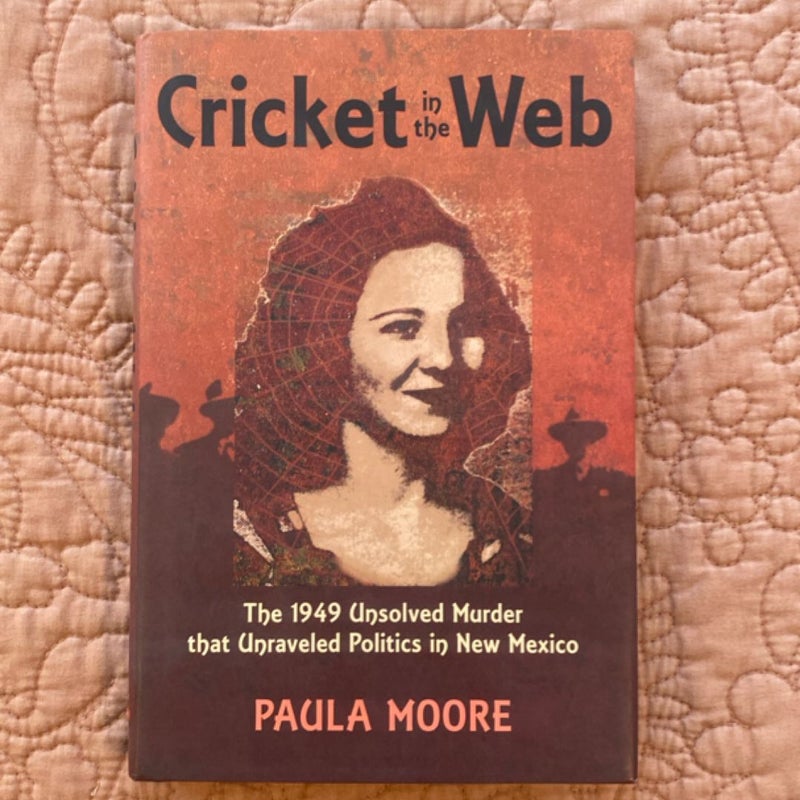 Cricket in the Web
The 1949 Unsolved Murder
that Unraveled Politics in New Mexico
PAULA MOORE